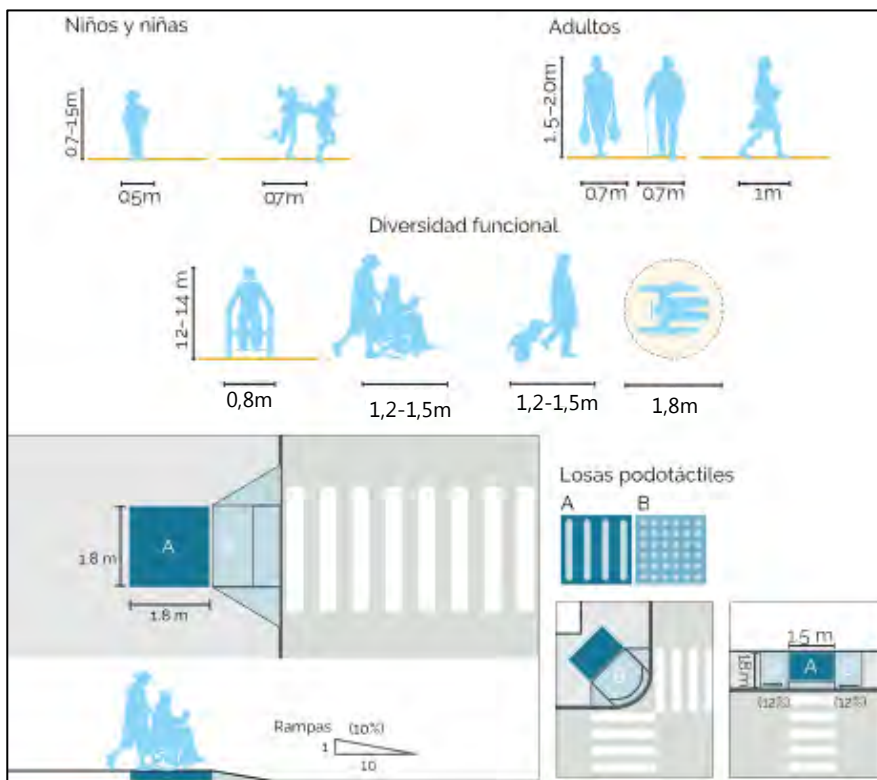 Niños y niñas
Adultos
0.7-1.5m
1.5-2.0m
0.5m
0.7m
0.7m
0.7m
1m
Diversidad funcional
1.2- 1.4 m
0,8m
1,2-1,5m
1,2-1,5m
1,8m
1.8 m
A
1.8 m
Losas podotáctiles
A
B
B
1.5 m
1.8 m
A
(12%)
(12%)
Rampas
(10%)
1
10